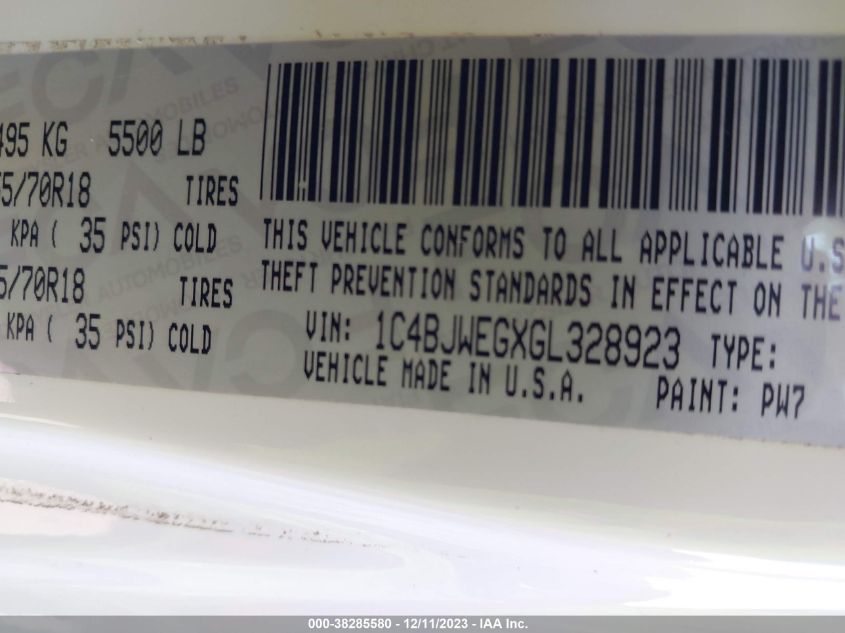 495 KG 5500 LB
5/70R18 TIRES
KPA ( 35 PSI) COLD
5/70R18 TIRES
KPA ( 35 PSI) COLD
THIS VEHICLE CONFORMS TO ALL APPLICABLE U.S
THEFT PREVENTION STANDARDS IN EFFECT ON THE
VIN: 1C4BJWEGXGL328923 TYPE:
VEHICLE MADE IN U.S.A. PAINT: PW7
000-38285580 - 12/11/2023 - IAA Inc.